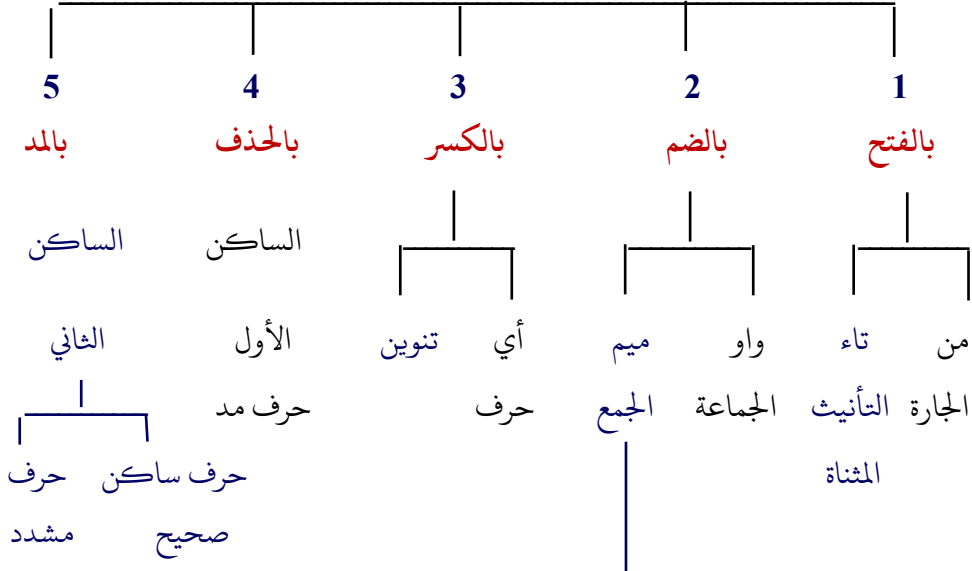 1 2 3 4 5
بالفتح بالضم بالكسر بالحذف بالمد
الساكن الساكن
من تاء واو ميم أي تنوين الأول الثاني
الجارة التأنيث الجماعة الجمع حرف حرف مد
المثناة حرف ساكن حرف
صحيح مشدد